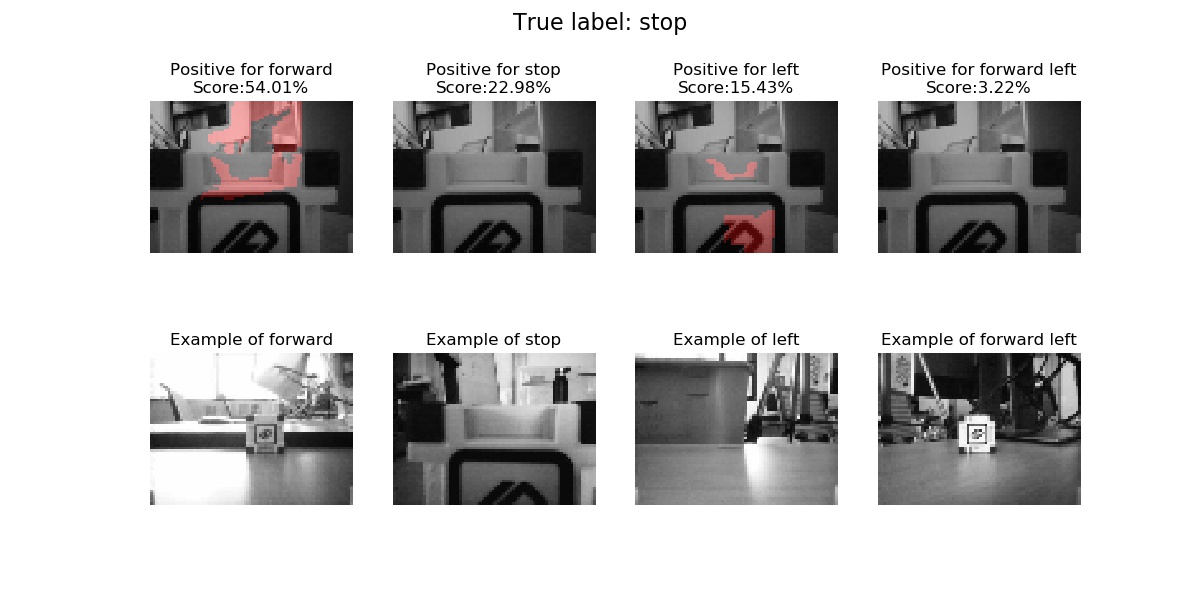 True label: stop
Positive for forward
Score:54.01%
Positive for stop
Score:22.98%
Positive for left
Score:15.43%
Positive for forward left
Score:3.22%
Example of forward
Example of stop
Example of left
Example of forward left